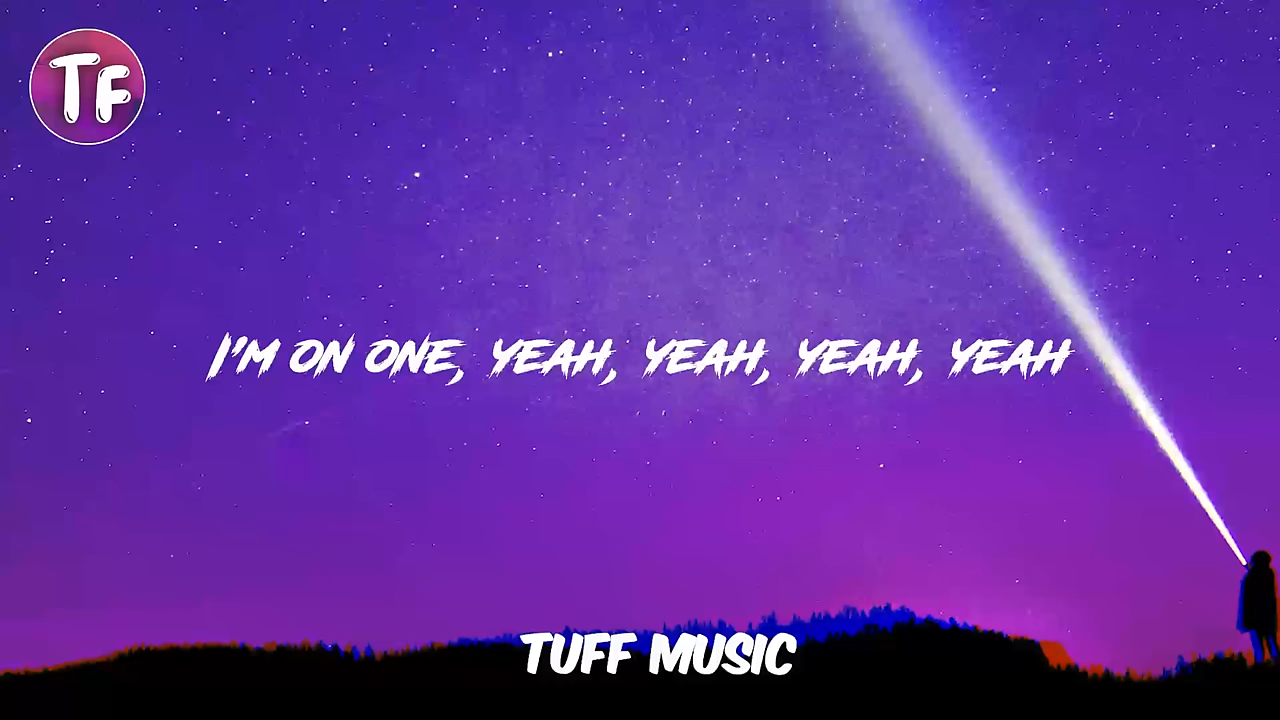 TF
I'M ON ONE, YEAH, YEAH, YEAH, YEAH
TUFF MUSIC